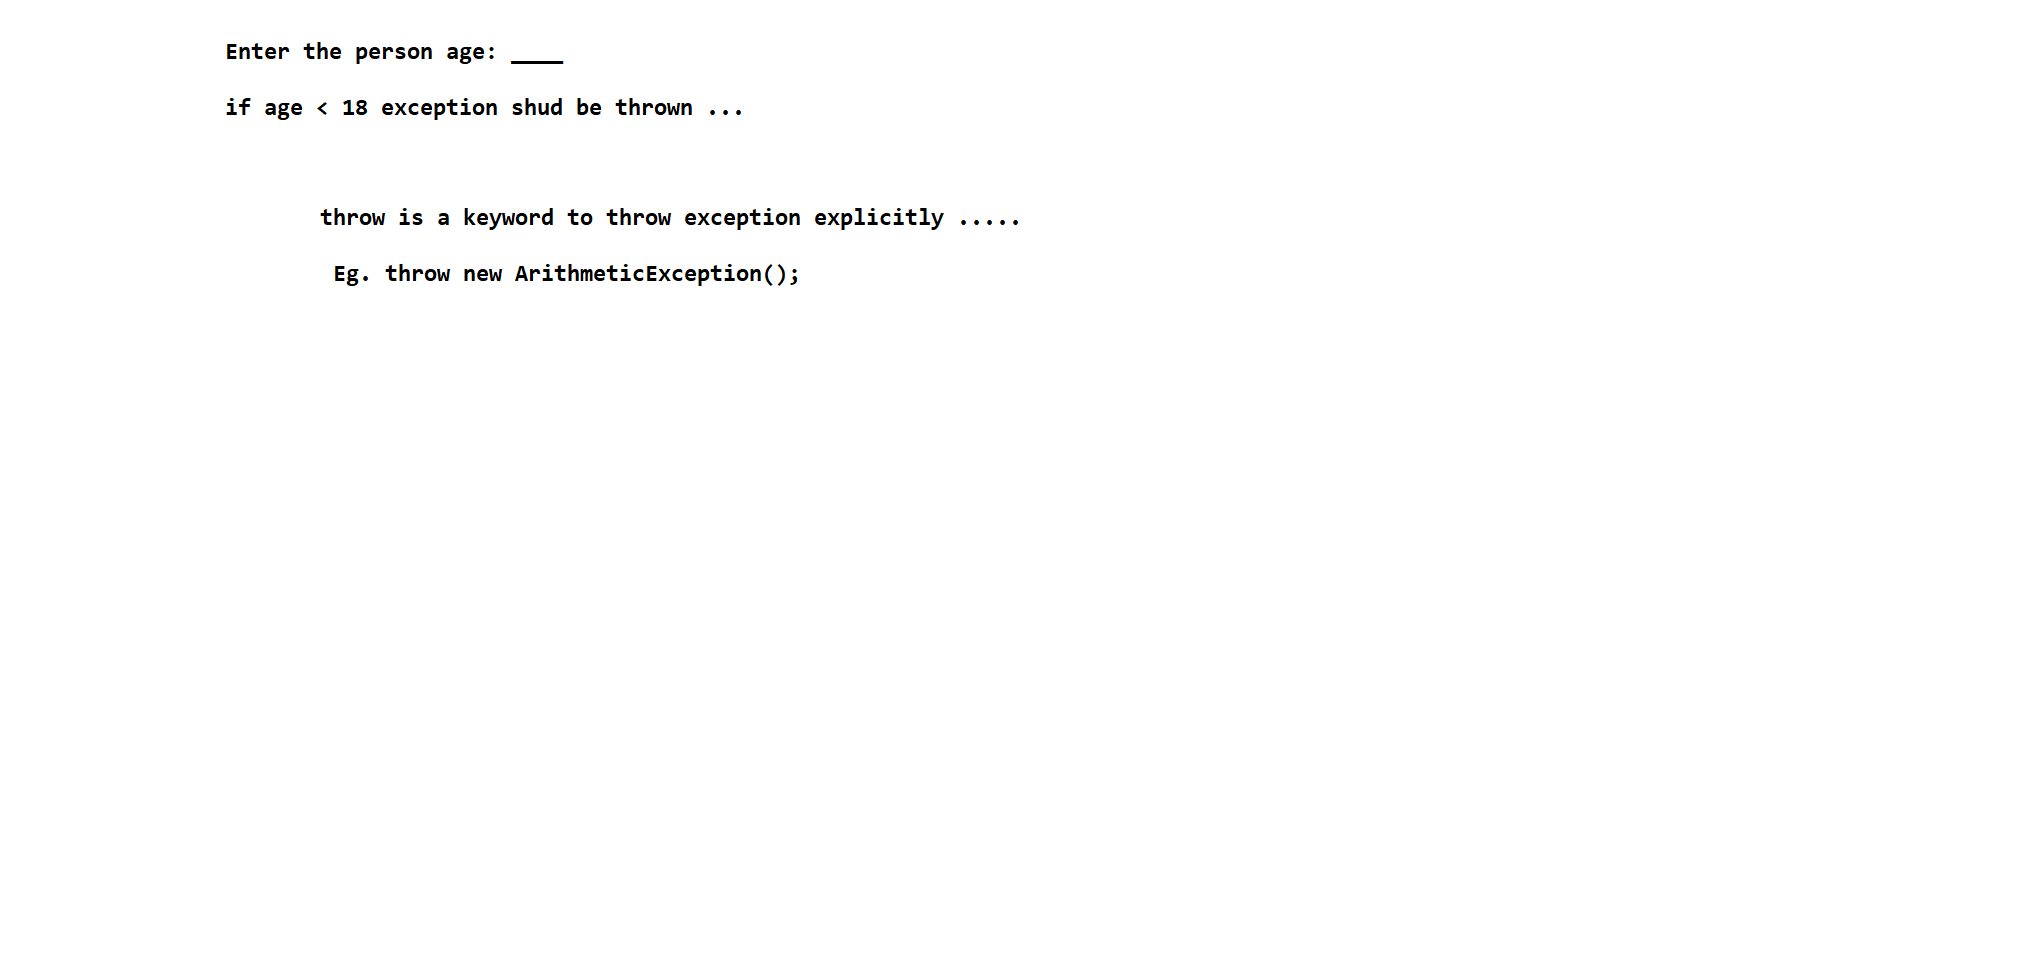 Enter the person age: ____
if age < 18 exception shud be thrown ...
throw is a keyword to throw exception explicitly .....
Eg. throw new ArithmeticException();